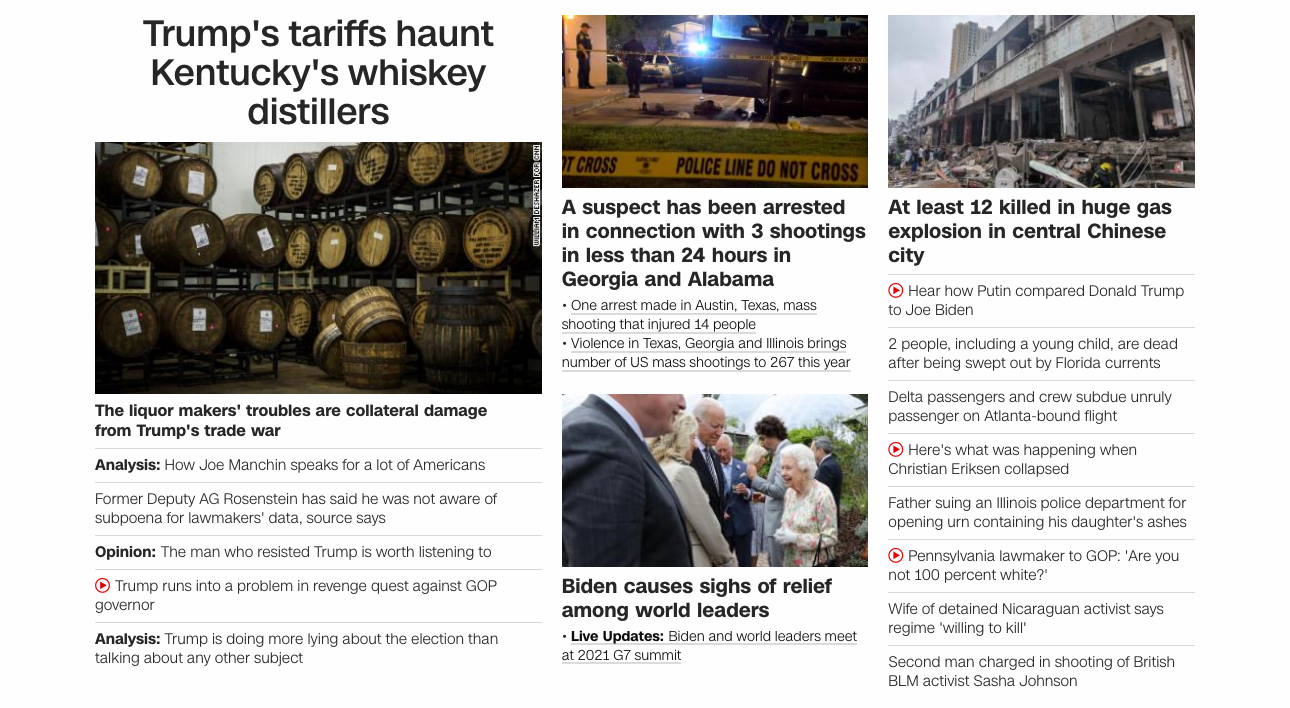 Trump's tariffs haunt
Kentucky's whiskey
distillers
WILLIAM DESHAZER FOR CNN
The liquor makers' troubles are collateral damage
from Trump's trade war
Analysis: How Joe Manchin speaks for a lot of Americans
Former Deputy AG Rosenstein has said he was not aware of
subpoena for lawmakers' data, source says
Opinion: The man who resisted Trump is worth listening to
Trump runs into a problem in revenge quest against GOP
governor
Analysis: Trump is doing more lying about the election than
talking about any other subject
OT CROSS
POLICE LINE DO NOT CROSS
A suspect has been arrested
in connection with 3 shootings
in less than 24 hours in
Georgia and Alabama
• One arrest made in Austin, Texas, mass
shooting that injured 14 people
• Violence in Texas, Georgia and Illinois brings
number of US mass shootings to 267 this year
Biden causes sighs of relief
among world leaders
• Live Updates: Biden and world leaders meet
at 2021 G7 summit
At least 12 killed in huge gas
explosion in central Chinese
city
Hear how Putin compared Donald Trump
to Joe Biden
2 people, including a young child, are dead
after being swept out by Florida currents
Delta passengers and crew subdue unruly
passenger on Atlanta-bound flight
Here's what was happening when
Christian Eriksen collapsed
Father suing an Illinois police department for
opening urn containing his daughter's ashes
Pennsylvania lawmaker to GOP: 'Are you
not 100 percent white?'
Wife of detained Nicaraguan activist says
regime 'willing to kill'
Second man charged in shooting of British
BLM activist Sasha Johnson